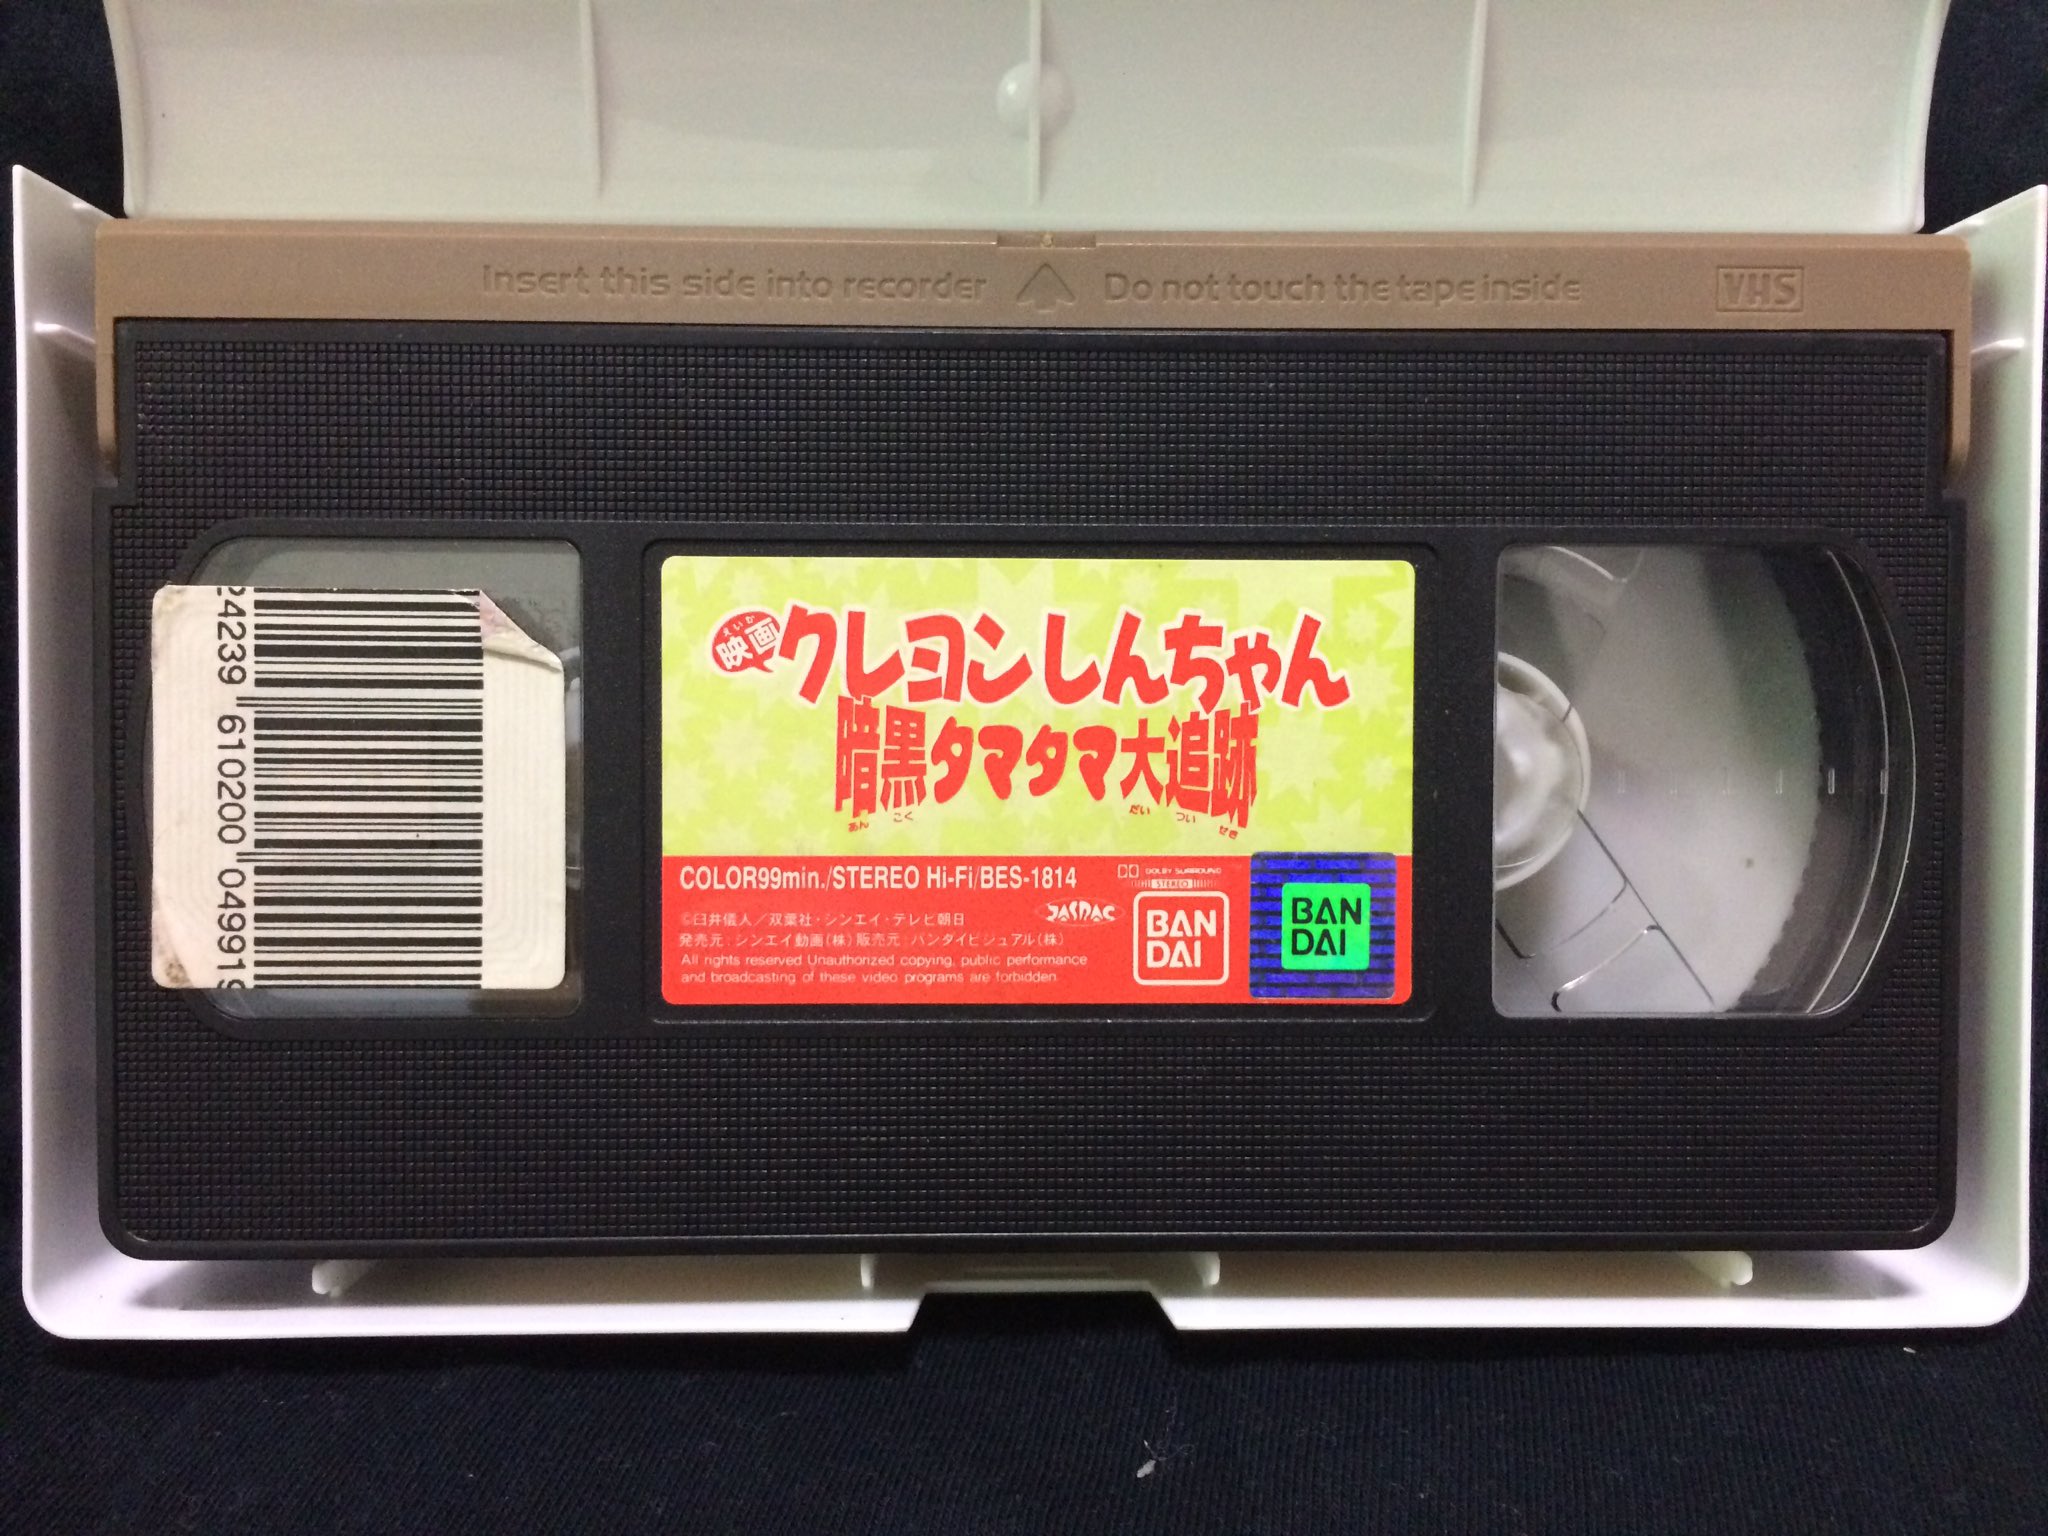 Insert this side into recorder Do not touch the tape inside VHS
えいが
映画 クレヨンしんちゃん
暗黒タマタマ大追跡
あん こく だい つい せき
COLOR99min./STEREO Hi-Fi/BES-1814
DOLBY SURROUND
STEREO
©臼井儀人／双葉社・シンエイ・テレビ朝日
JASRAC
発売元：シンエイ動画(株) 販売元：バンダイビジュアル(株)
All rights reserved Unauthorized copying, public performance
and broadcasting of these video programs are forbidden.
BAN
DAI
BAN
DAI
24239 610200 049919